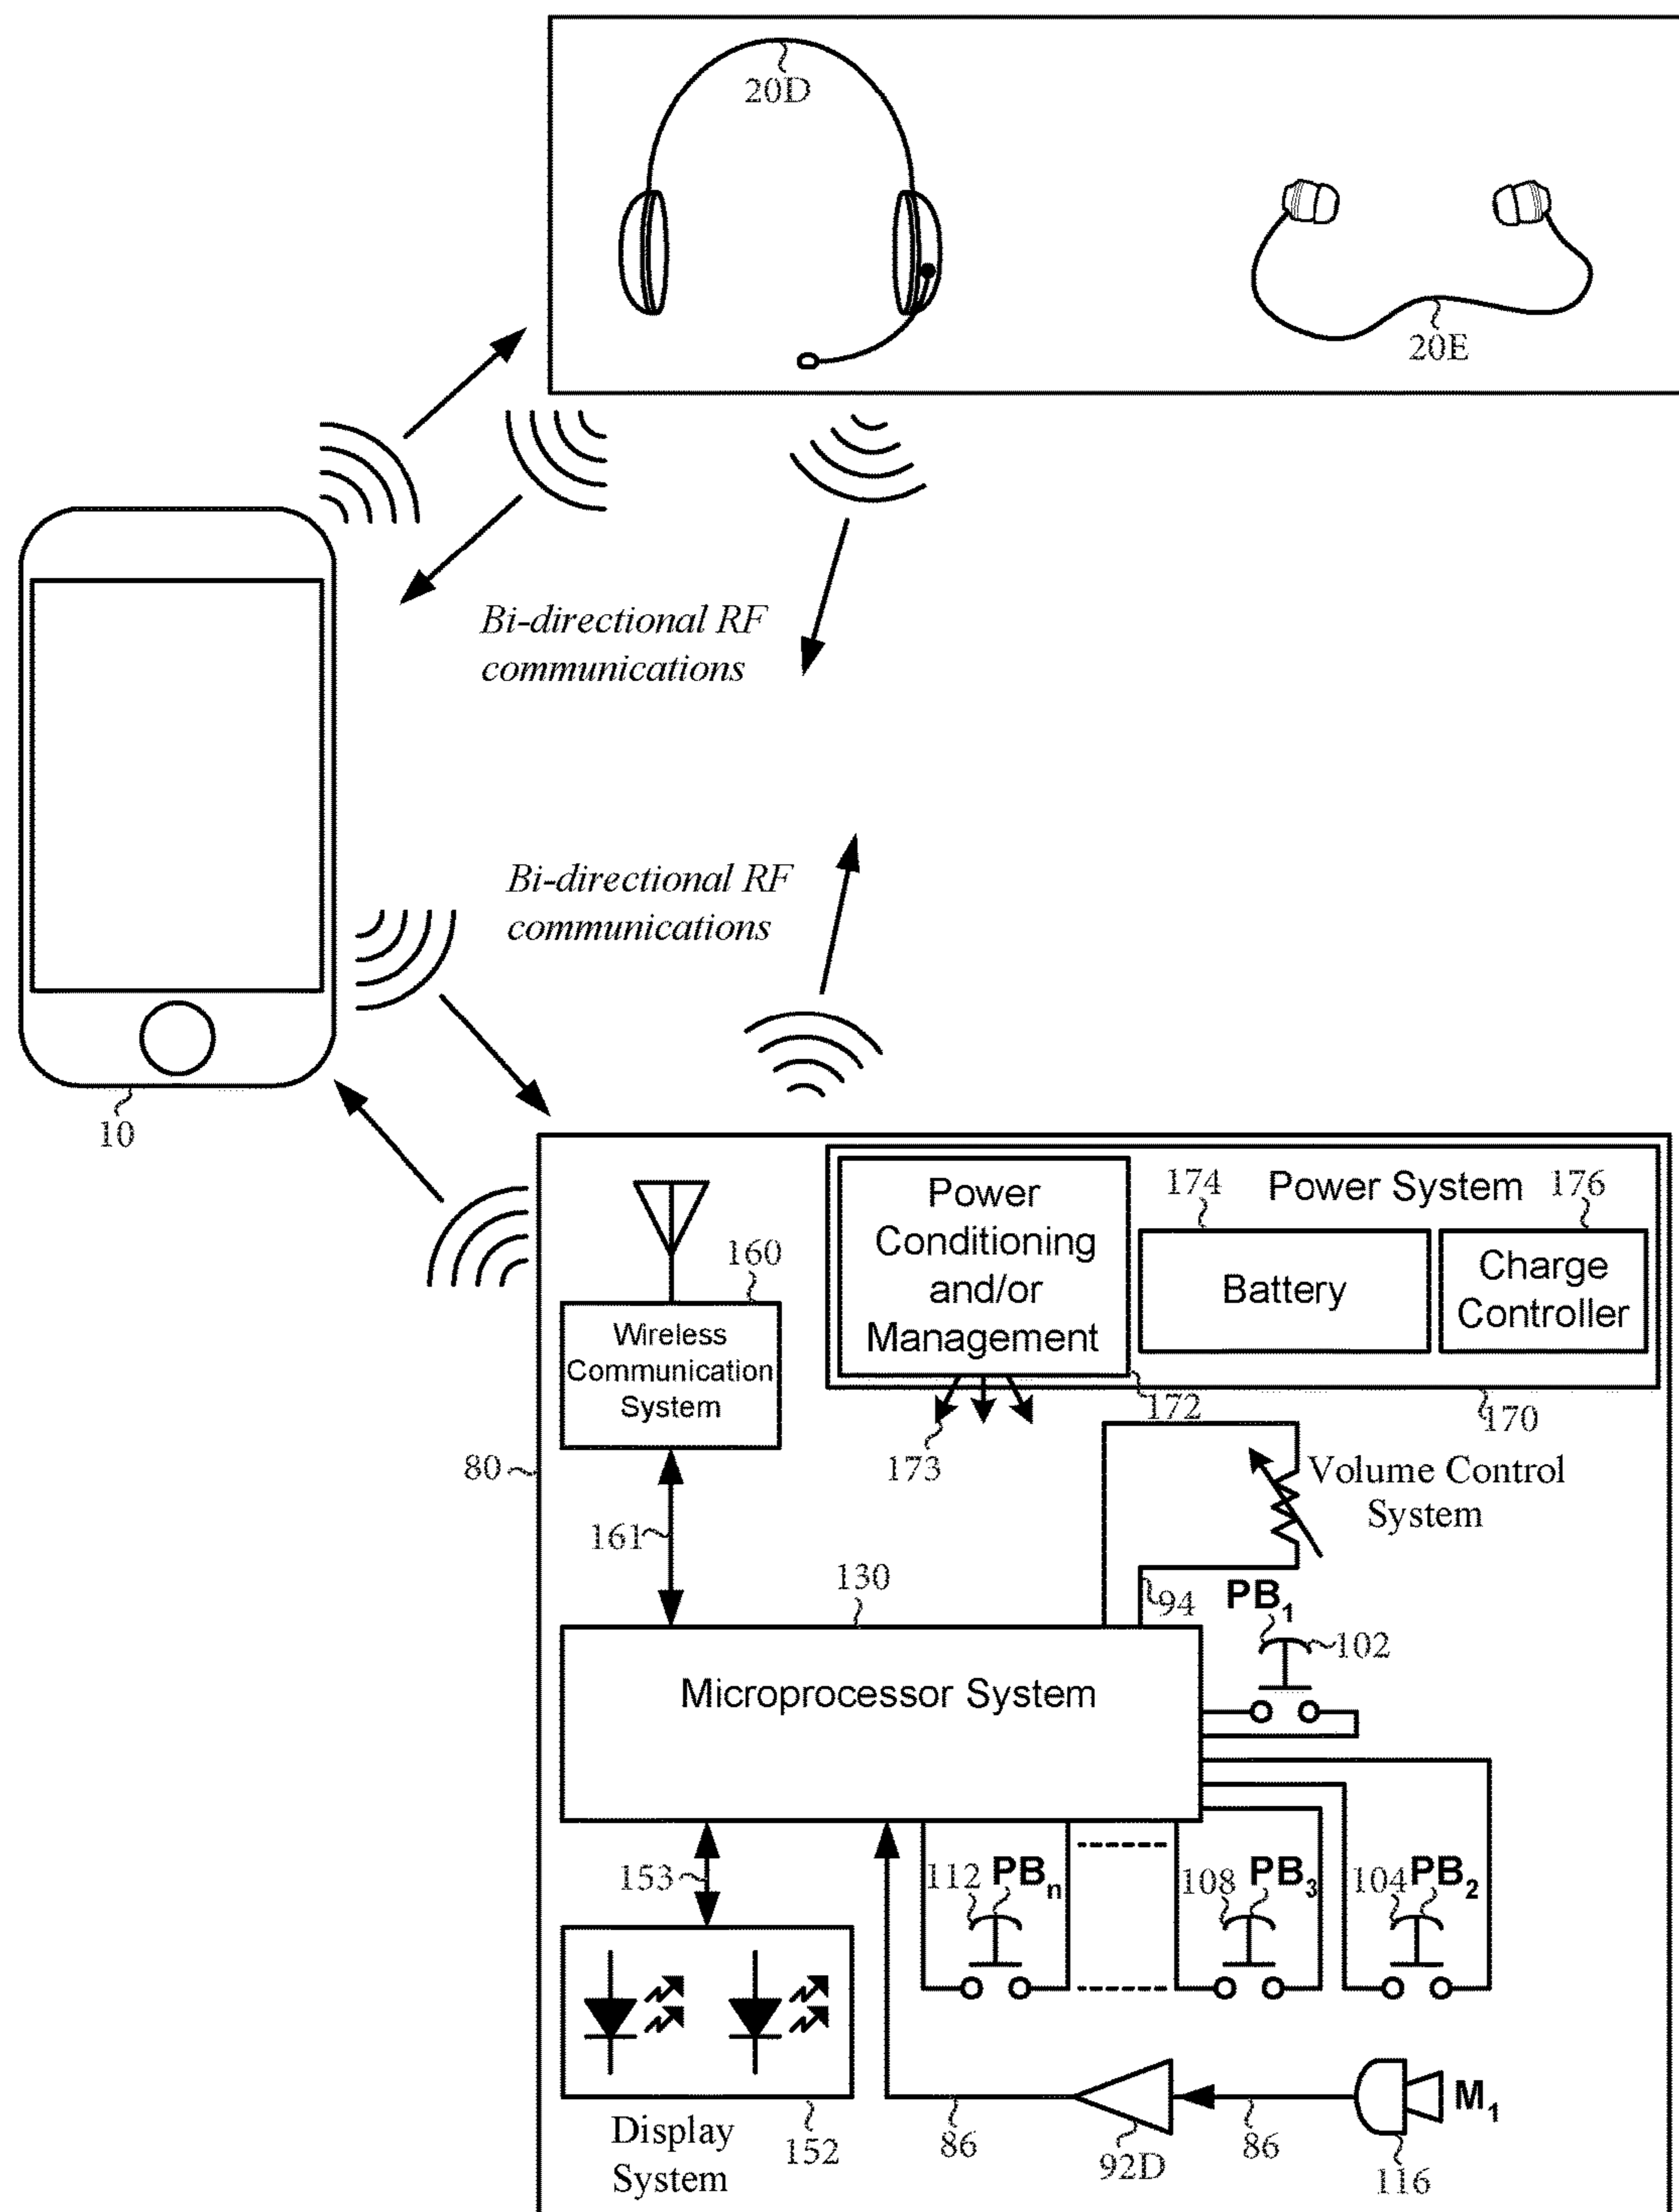 20D
20E
Bi-directional RF
communications
Bi-directional RF
communications
10
Power System
174
176
Power
Conditioning
and/or
Management
Battery
Charge
Controller
160
Wireless
Communication
System
172
170
173
80
Volume Control
System
161
130
94
PB1
102
Microprocessor System
153
112 PBn
108 PB3
104 PB2
M1
Display
System
152
86
92D
86
116